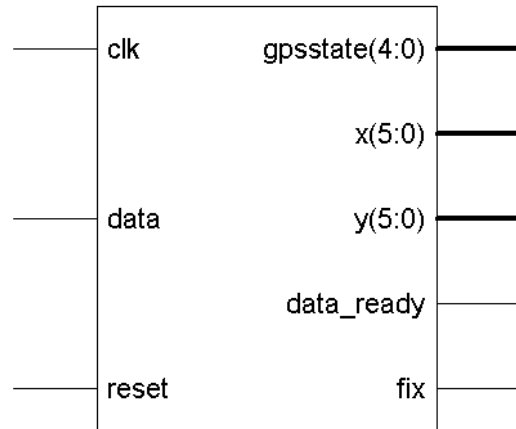 clk gpsstate(4:0)
x(5:0)
data y(5:0)
data_ready
reset fix